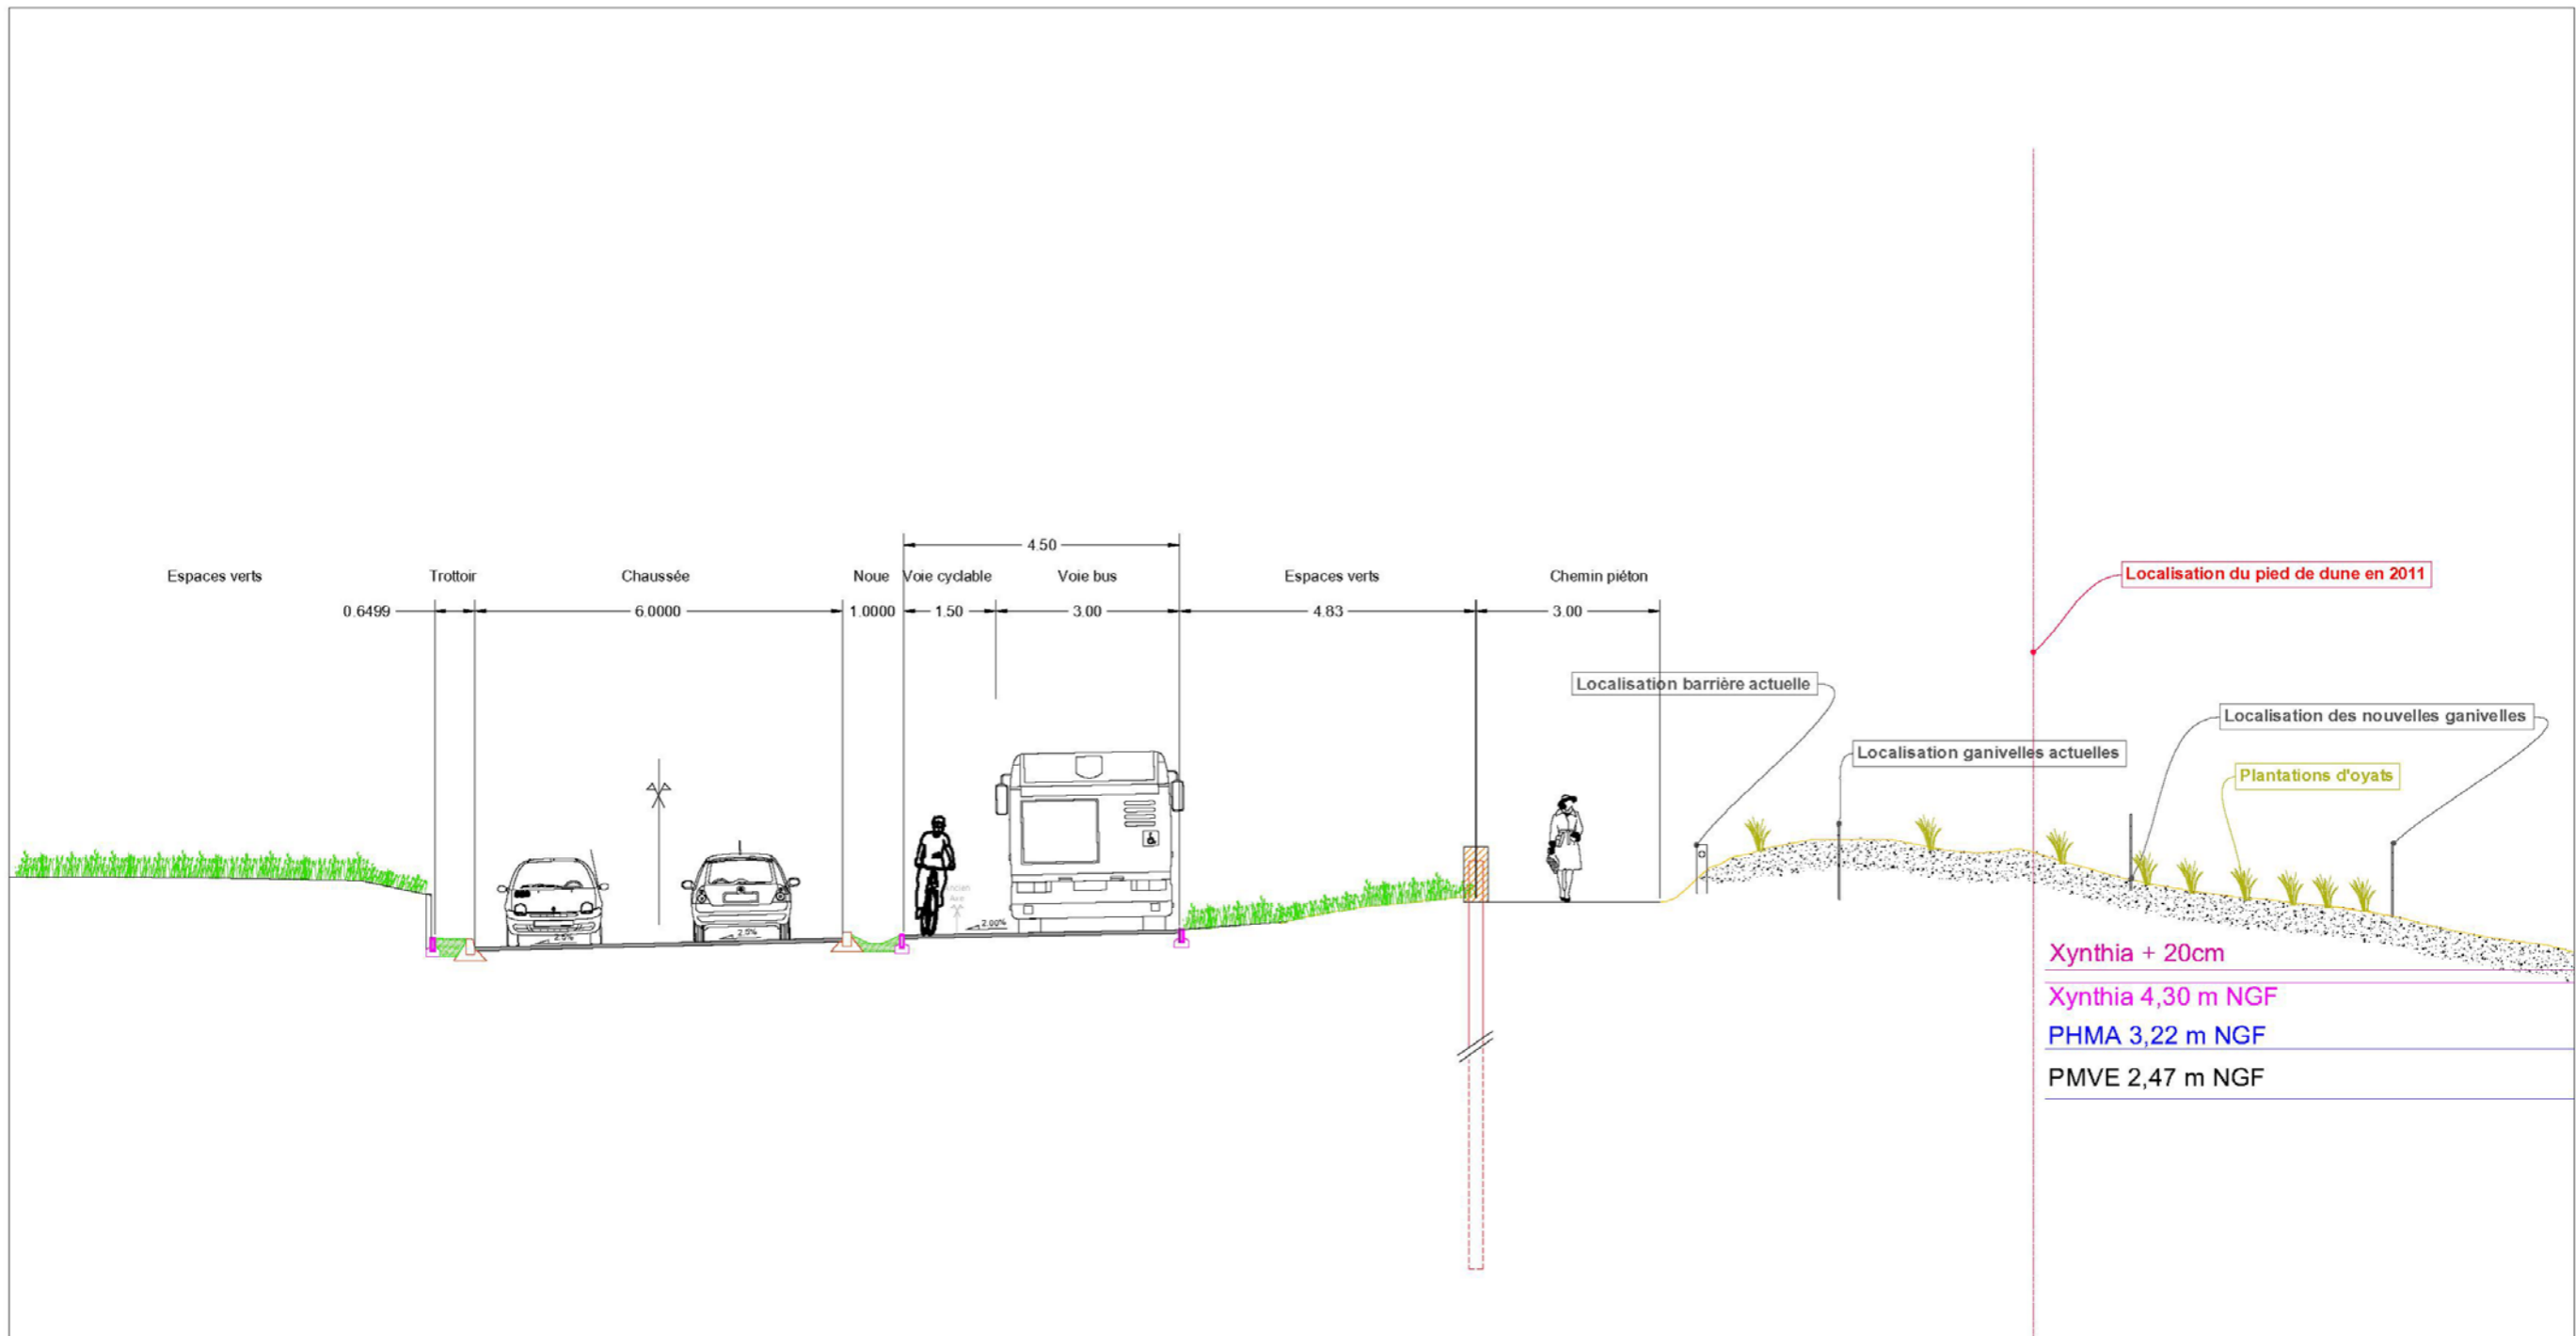 4.50
Espaces verts
Trottoir
Chaussée
Noue
Voie cyclable
Voie bus
Espaces verts
Chemin piéton
0.6499
6.0000
1.0000
1.50
3.00
4.83
3.00
Localisation du pied de dune en 2011
Localisation barrière actuelle
Localisation des nouvelles ganivelles
Localisation ganivelles actuelles
Plantations d'oyats
Ancien
Axe
2.5%
2.5%
2.00%
Xynthia + 20cm
Xynthia 4,30 m NGF
PHMA 3,22 m NGF
PMVE 2,47 m NGF